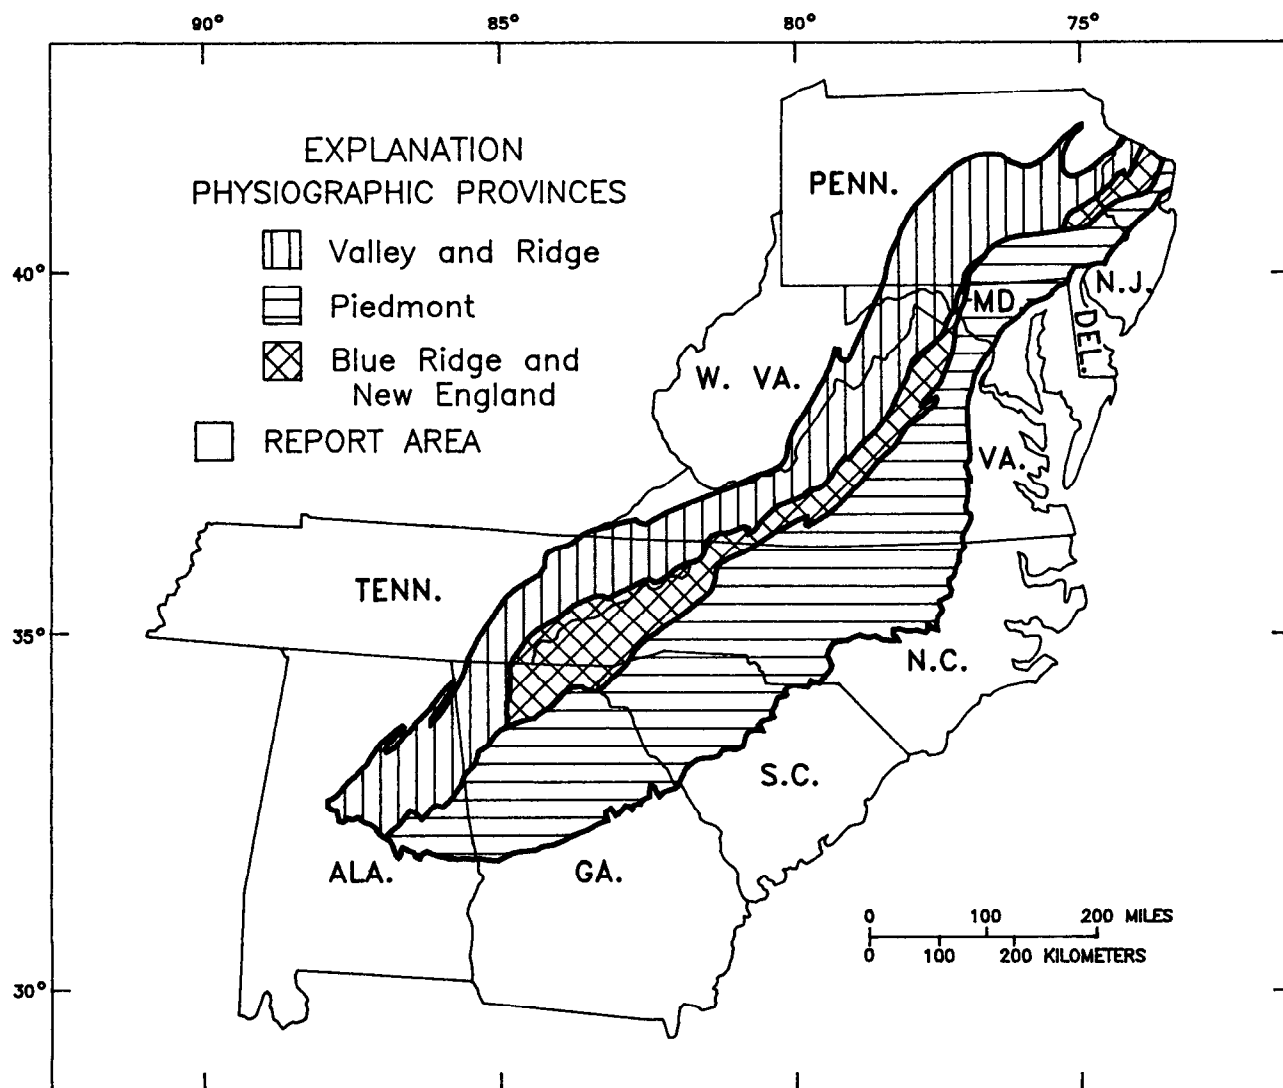 90° 85° 80° 75°
EXPLANATION
PHYSIOGRAPHIC PROVINCES
Valley and Ridge
Piedmont
Blue Ridge and
New England
REPORT AREA
PENN.
40°
MD.
N.J.
DEL.
W. VA.
VA.
TENN.
35°
N.C.
S.C.
ALA.
GA.
0 100 200 MILES
0 100 200 KILOMETERS
30°